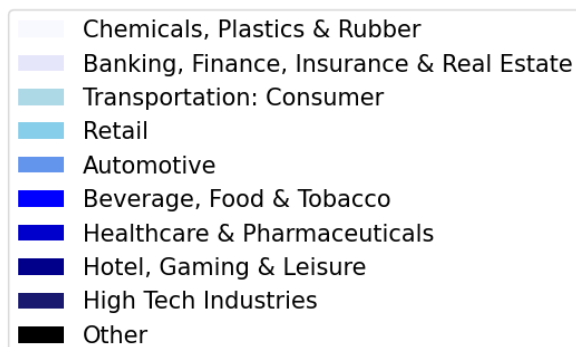 Chemicals, Plastics & Rubber
Banking, Finance, Insurance & Real Estate
Transportation: Consumer
Retail
Automotive
Beverage, Food & Tobacco
Healthcare & Pharmaceuticals
Hotel, Gaming & Leisure
High Tech Industries
Other